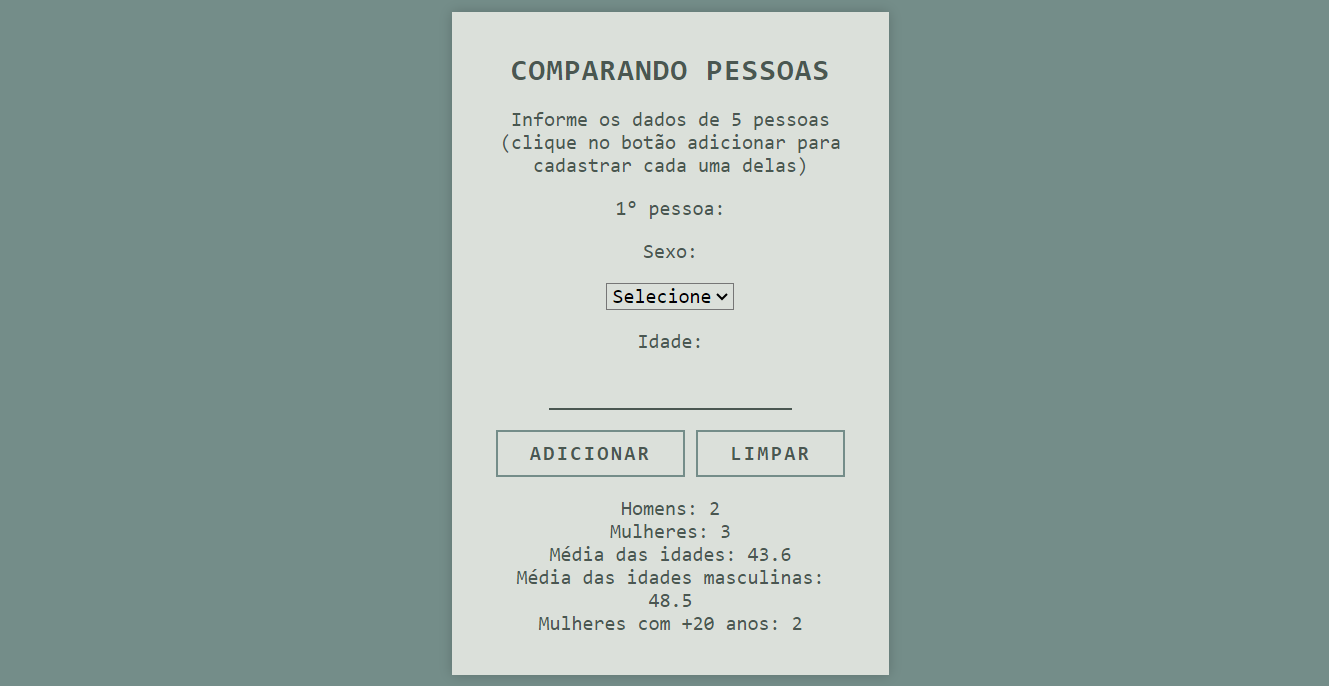 COMPARANDO PESSOAS
Informe os dados de 5 pessoas
(clique no botão adicionar para
cadastrar cada uma delas)
1º pessoa:
Sexo:
Selecione
Idade:
ADICIONAR LIMPAR
Homens: 2
Mulheres: 3
Média das idades: 43.6
Média das idades masculinas:
48.5
Mulheres com +20 anos: 2